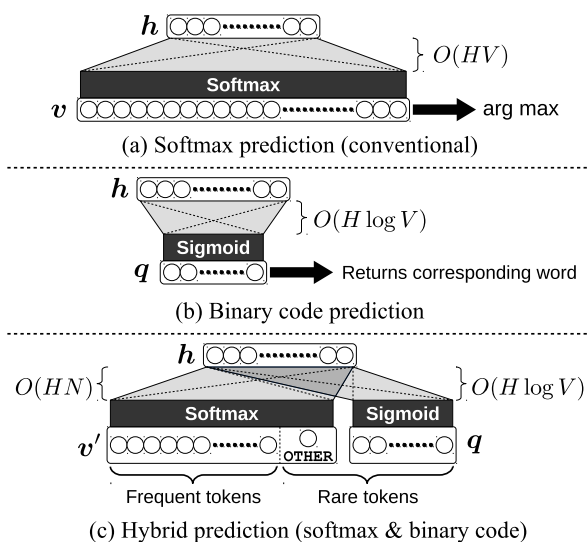 h
O(HV)
Softmax
v
arg max
(a) Softmax prediction (conventional)
h
O(H log V)
Sigmoid
q
Returns corresponding word
(b) Binary code prediction
h
O(HN)
O(H log V)
Softmax
Sigmoid
v′
OTHER
q
Frequent tokens
Rare tokens
(c) Hybrid prediction (softmax & binary code)